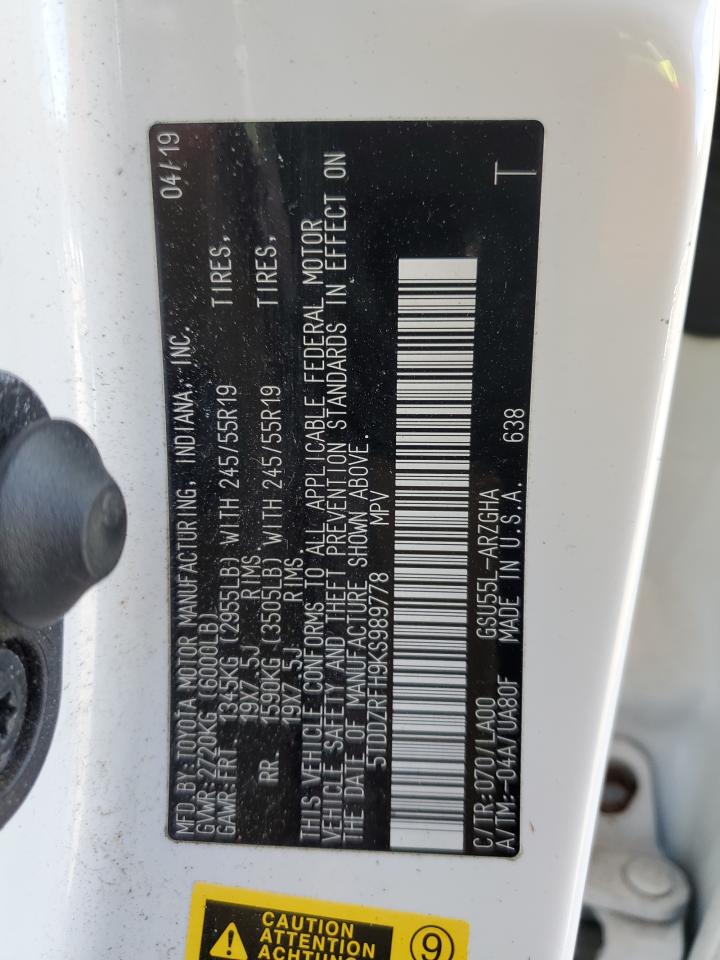 MFD BY:TOYOTA MOTOR MANUFACTURING, INDIANA, INC. 04/19
GVWR:2720KG (6000LB)
GAWR:FRT 1345KG (2955LB) WITH 245/55R19 TIRES,
19X7.5J RIMS.
RR. 1590KG (3505LB) WITH 245/55R19 TIRES,
19X7.5J RIMS.
THIS VEHICLE CONFORMS TO ALL APPLICABLE FEDERAL MOTOR
VEHICLE SAFETY AND THEFT PREVENTION STANDARDS IN EFFECT ON
THE DATE OF MANUFACTURE SHOWN ABOVE.
5TDDZRFH9KS989778 MPV
C/TR:070/LA00 GSU55L-ARZGHA T
A/TM:-04A/UA80F MADE IN U.S.A. 638
CAUTION
ATTENTION
ACHTUNG
9